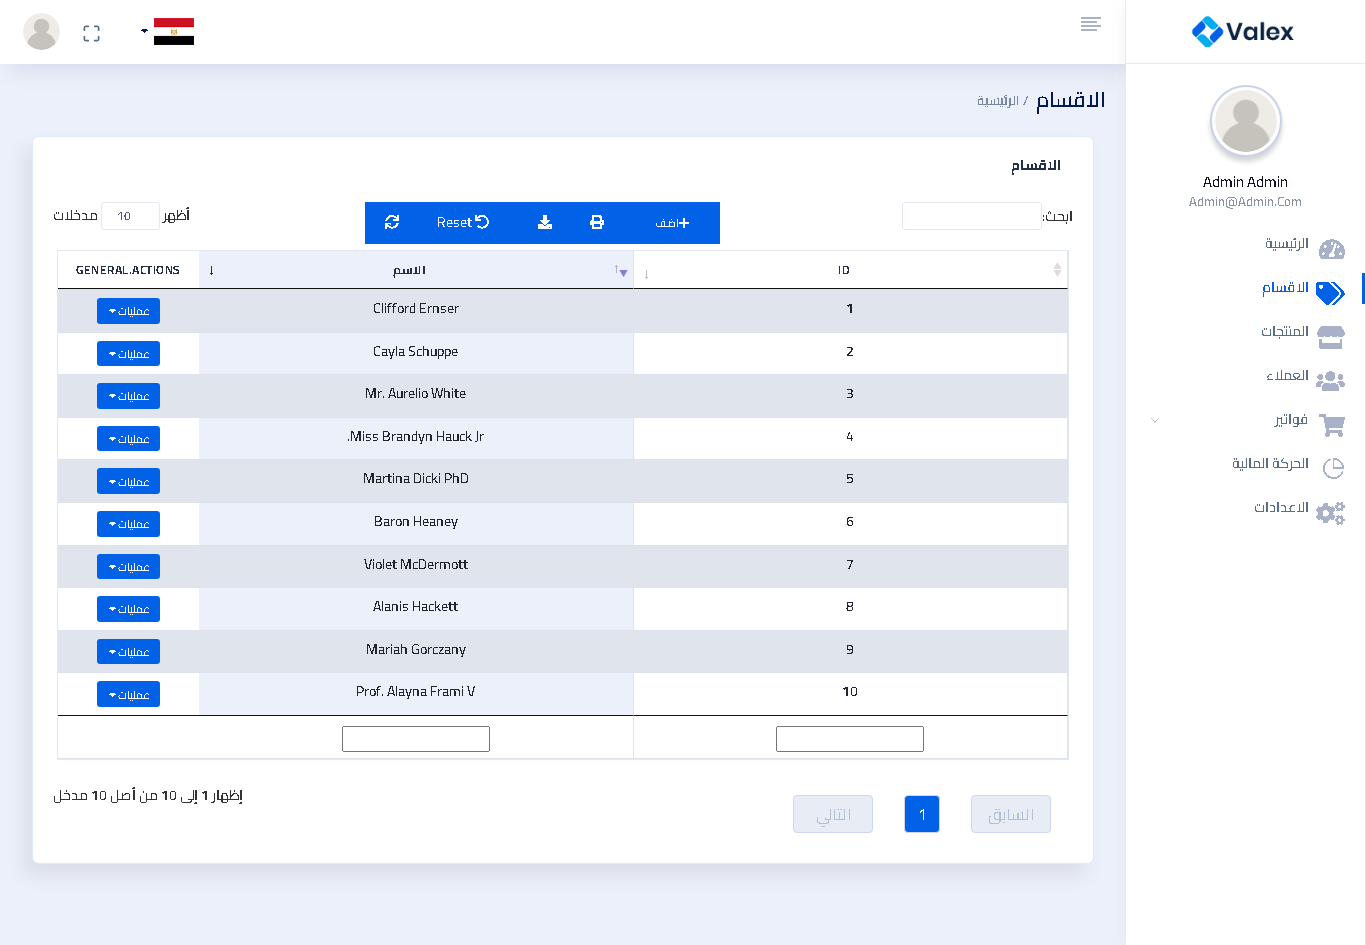 Valex
Admin Admin
Admin@Admin.Com
الرئيسية
الاقسام
المنتجات
العملاء
فواتير
الحركة المالية
الاعدادات
الاقسام / الرئيسية
الاقسام
ابحث:
اضف
Reset
أظهر 10 مدخلات
ID الاسم GENERAL.ACTIONS
1 Clifford Ernser عمليات
2 Cayla Schuppe عمليات
3 Mr. Aurelio White عمليات
4 .Miss Brandyn Hauck Jr عمليات
5 Martina Dicki PhD عمليات
6 Baron Heaney عمليات
7 Violet McDermott عمليات
8 Alanis Hackett عمليات
9 Mariah Gorczany عمليات
10 Prof. Alayna Frami V عمليات
السابق 1 التالي
إظهار 1 إلى 10 من أصل 10 مدخل